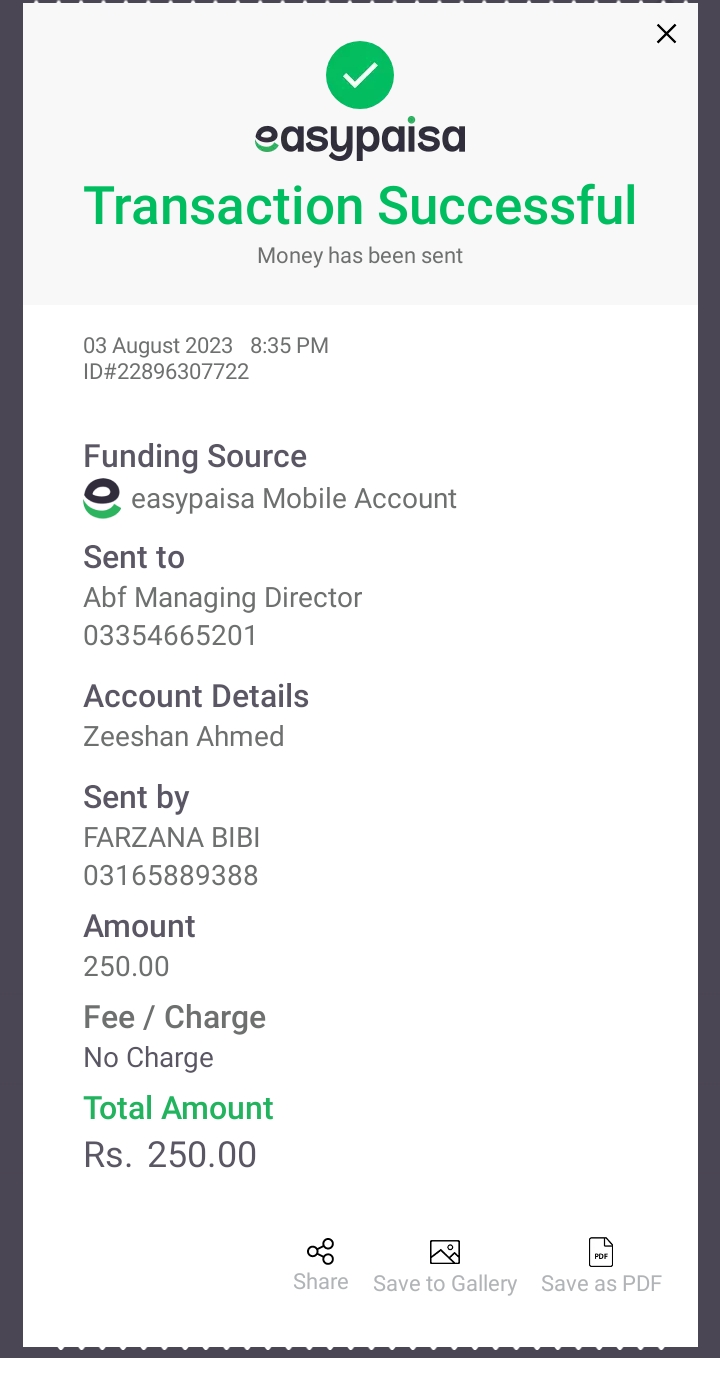 easypaisa
Transaction Successful
Money has been sent
03 August 2023 8:35 PM
ID#22896307722
Funding Source
easypaisa Mobile Account
Sent to
Abf Managing Director
03354665201
Account Details
Zeeshan Ahmed
Sent by
FARZANA BIBI
03165889388
Amount
250.00
Fee / Charge
No Charge
Total Amount
Rs. 250.00
PDF
Share Save to Gallery Save as PDF